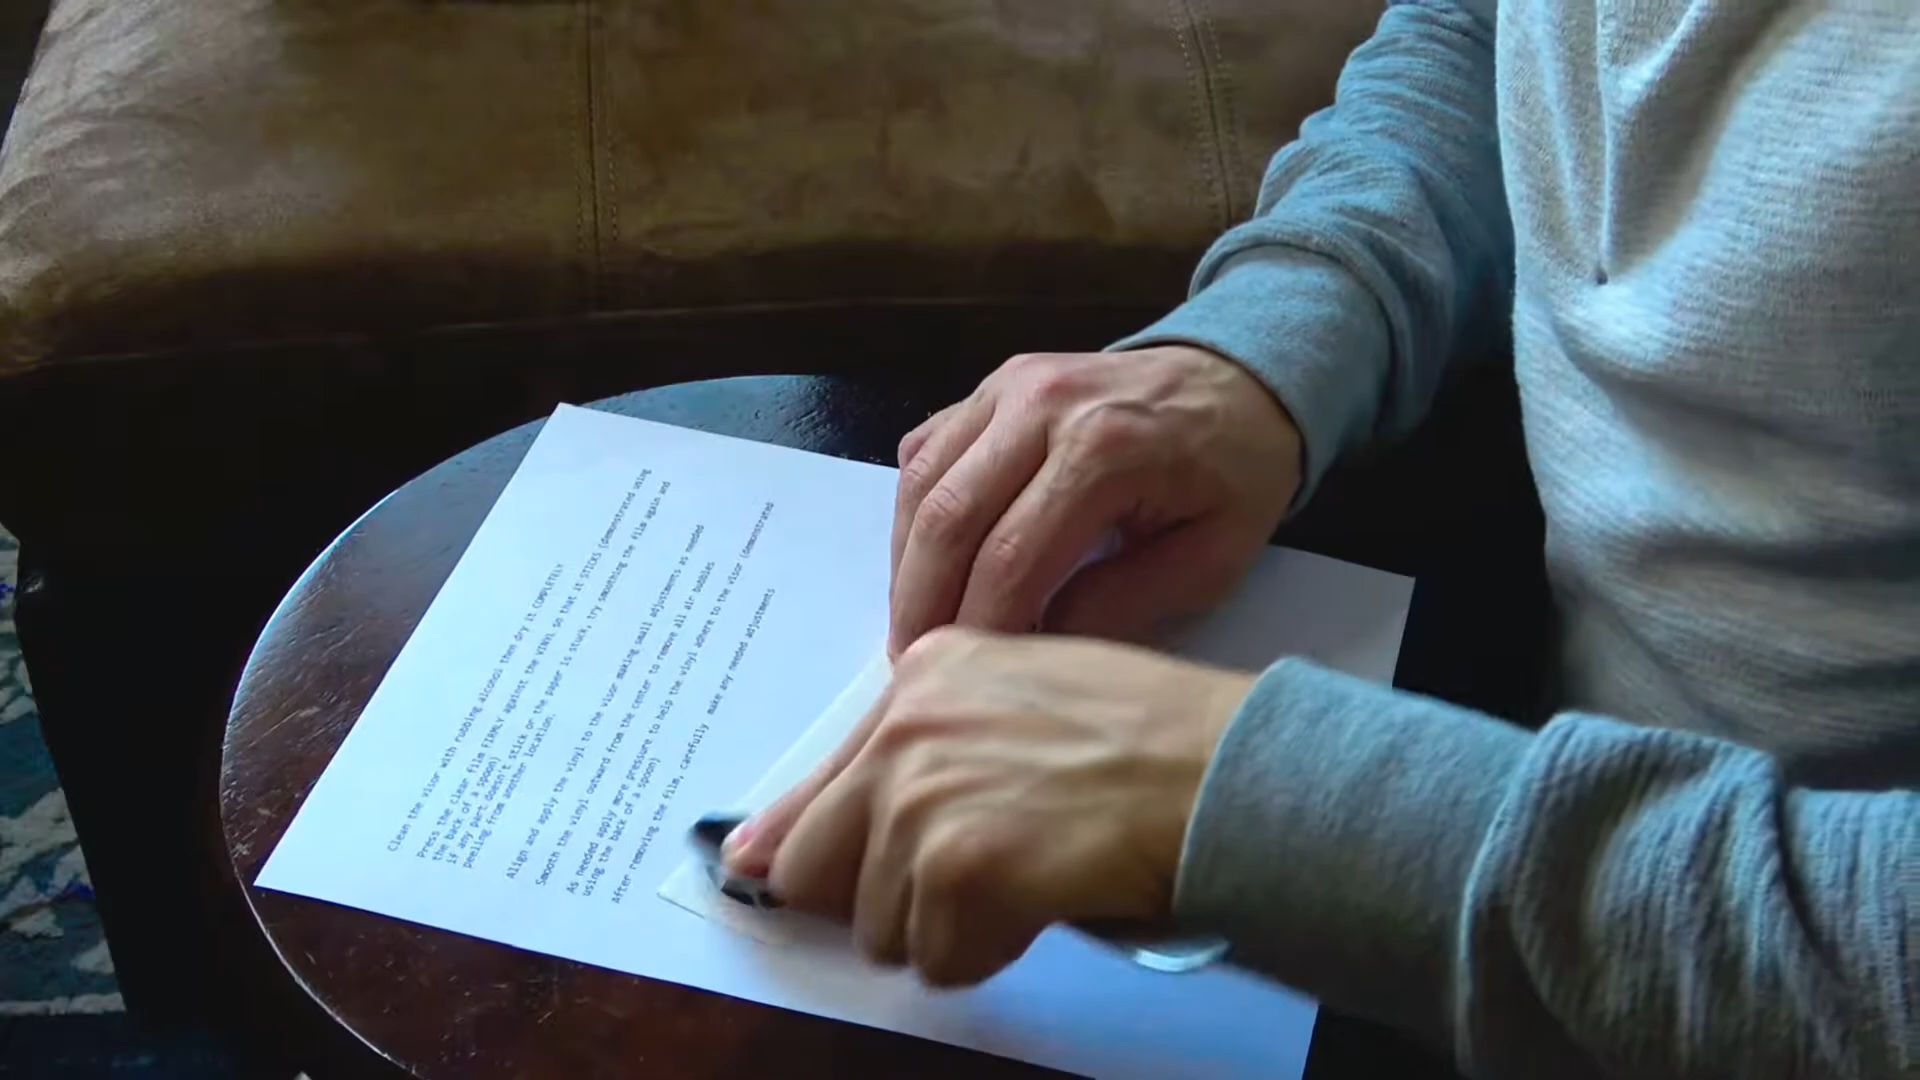 Clean the visor with rubbing alcohol then dry it COMPLETELY
Press the clear film FIRMLY against the VINYL so that it STICKS (demonstrated using
the back of a spoon)
if any part doesn't stick or the paper is stuck, try smoothing the film again and
peeling from another location.
Align and apply the vinyl to the visor making small adjustments as needed
Smooth the vinyl outward from the center to remove all air bubbles
As needed apply more pressure to help the vinyl adhere to the visor (demonstrated
using the back of a spoon)
after removing the film, carefully make any needed adjustments